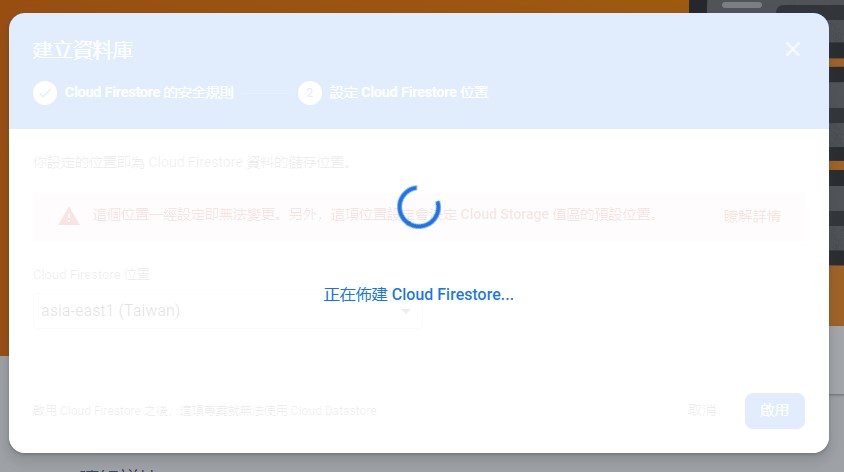 建立資料庫
Cloud Firestore 的安全規則
2 設定 Cloud Firestore 位置
你設定的位置即為 Cloud Firestore 資料的儲存位置。
這個位置一經設定即無法變更。另外，這項位置設定會 定 Cloud Storage 值區的預設位置。
瞭解詳情
Cloud Firestore 位置
正在佈建 Cloud Firestore...
asia-east1 (Taiwan)
啟用 Cloud Firestore 之後，這項專案就無法使用 Cloud Datastore
取消
啟用